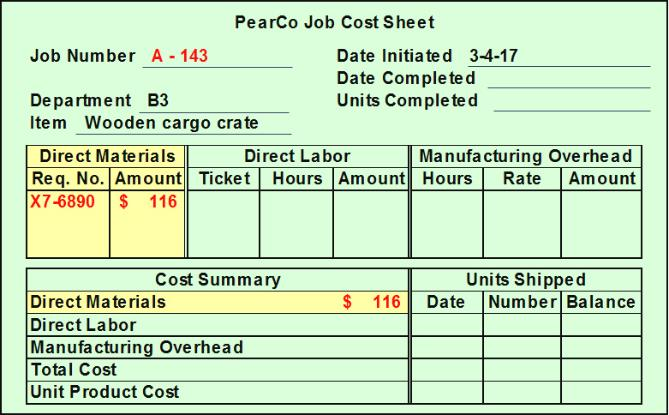 PearCo Job Cost Sheet
Job Number A - 143 Date Initiated 3-4-17
Date Completed
Department B3 Units Completed
Item Wooden cargo crate
Direct Materials Direct Labor Manufacturing Overhead
Req. No. Amount Ticket Hours Amount Hours Rate Amount
X7-6890 $ 116
Cost Summary Units Shipped
Direct Materials $ 116 Date Number Balance
Direct Labor
Manufacturing Overhead
Total Cost
Unit Product Cost